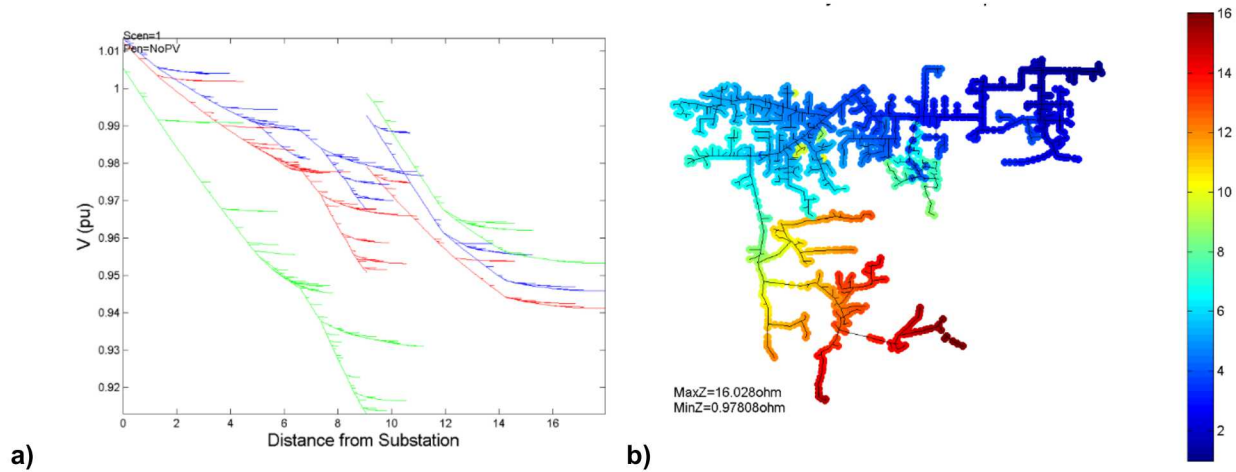 Scen=1
Pen=NoPV
1.01
1
0.99
0.98
0.97
0.96
0.95
0.94
0.93
0.92
V (pu)
0 2 4 6 8 10 12 14 16
Distance from Substation
a)
MaxZ=16.028ohm
MinZ=0.97808ohm
b)
16
14
12
10
8
6
4
2